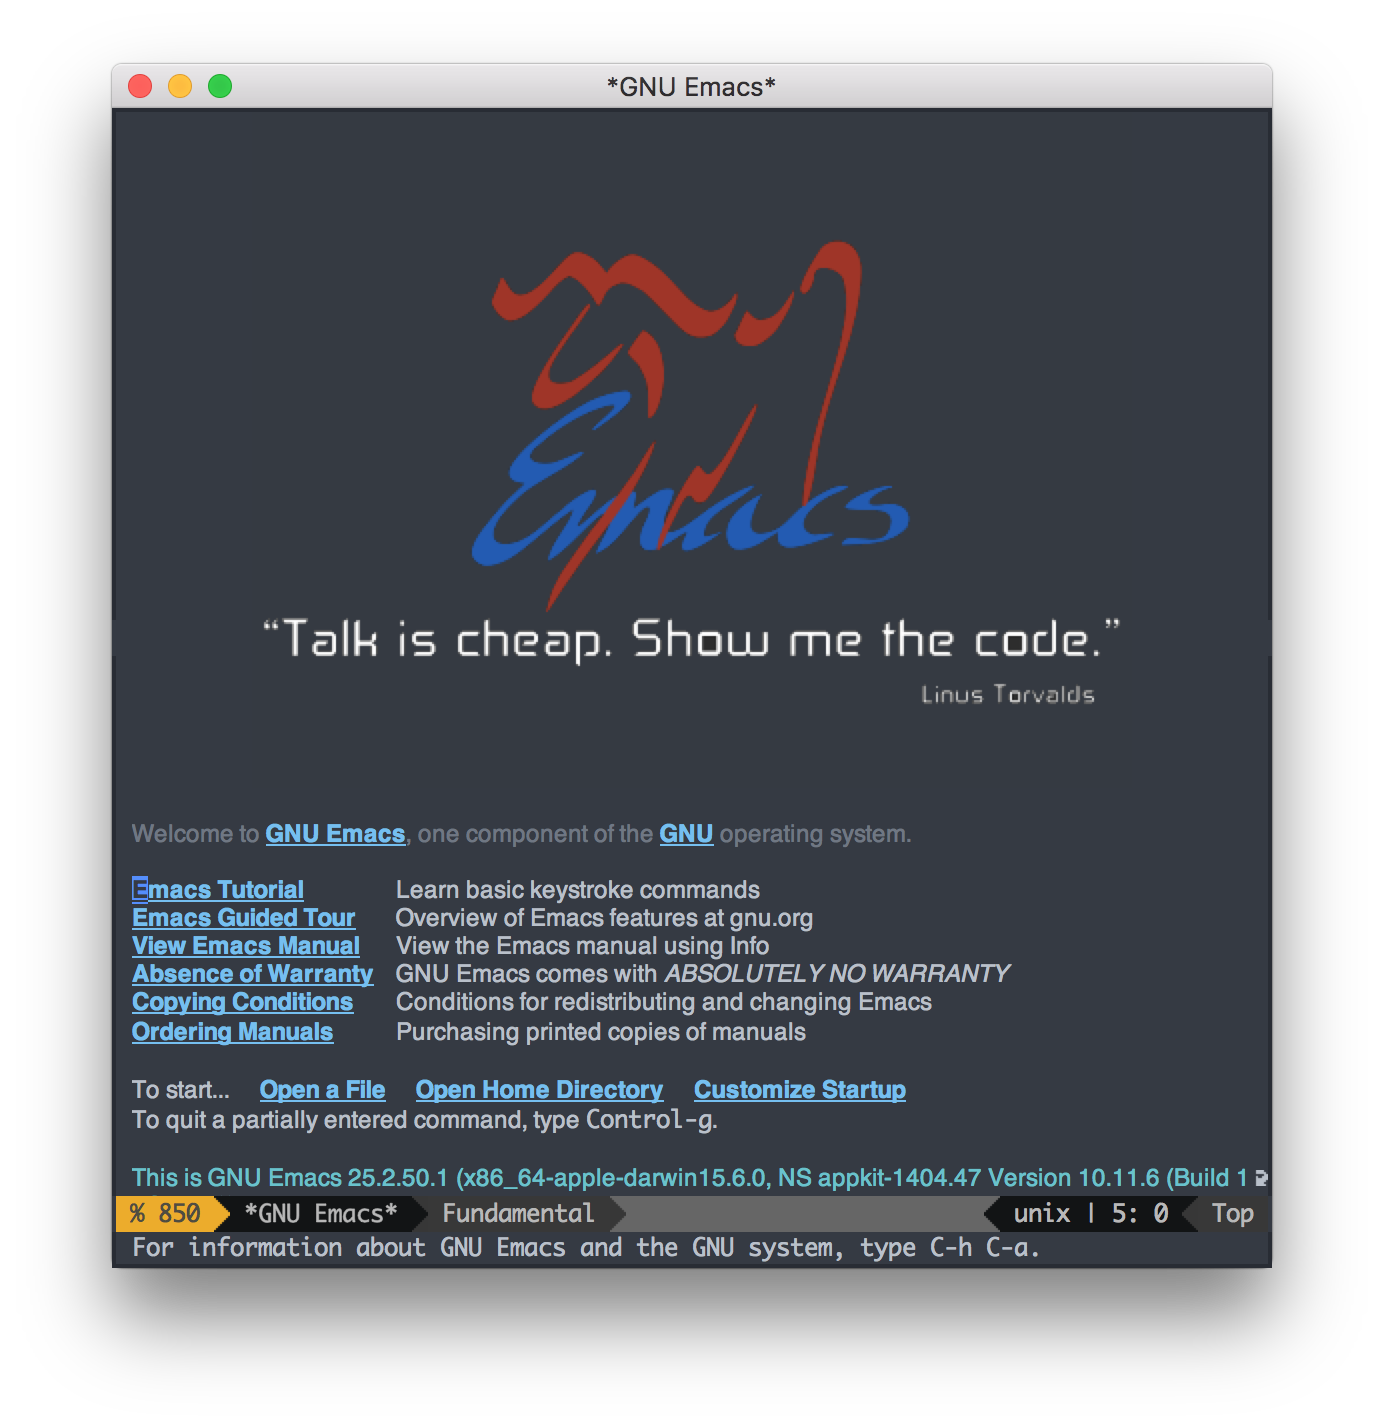 *GNU Emacs*
Emacs
“Talk is cheap. Show me the code.”
Linus Torvalds
Welcome to GNU Emacs, one component of the GNU operating system.
Emacs Tutorial Learn basic keystroke commands
Emacs Guided Tour Overview of Emacs features at gnu.org
View Emacs Manual View the Emacs manual using Info
Absence of Warranty GNU Emacs comes with ABSOLUTELY NO WARRANTY
Copying Conditions Conditions for redistributing and changing Emacs
Ordering Manuals Purchasing printed copies of manuals
To start... Open a File Open Home Directory Customize Startup
To quit a partially entered command, type Control-g.
This is GNU Emacs 25.2.50.1 (x86_64-apple-darwin15.6.0, NS appkit-1404.47 Version 10.11.6 (Build 1
% 850 *GNU Emacs* Fundamental unix | 5: 0 Top
For information about GNU Emacs and the GNU system, type C-h C-a.